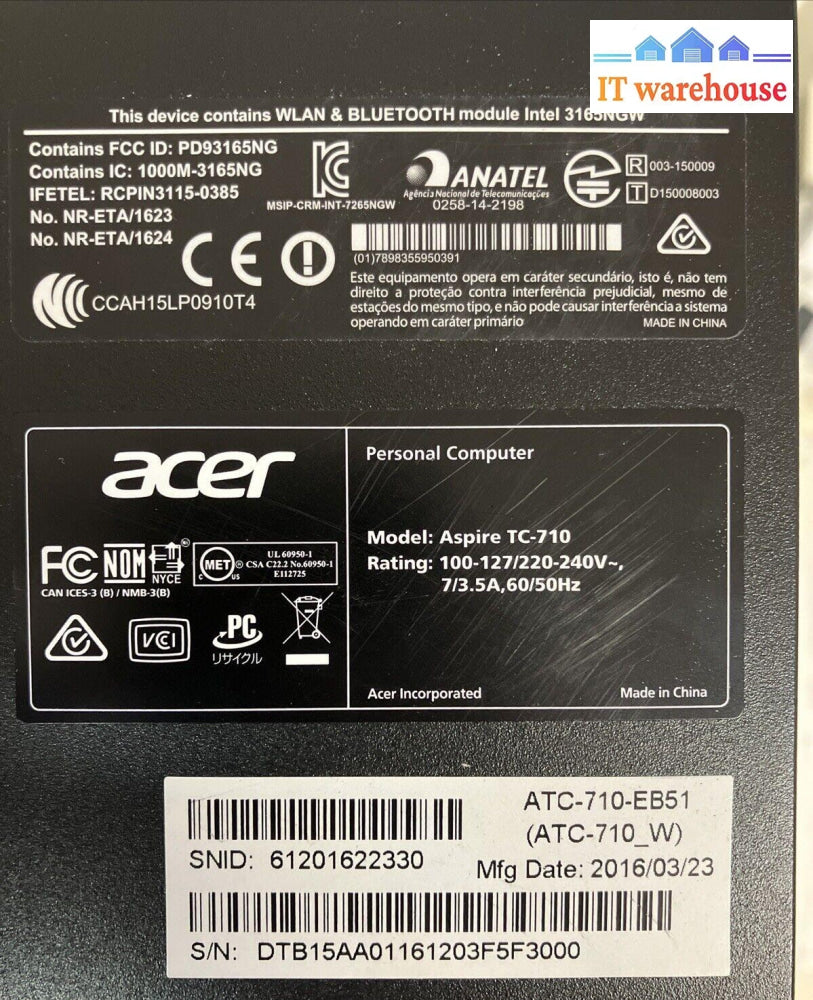 IT warehouse
This device contains WLAN & BLUETOOTH module Intel 3165NGW
Contains FCC ID: PD93165NG
Contains IC: 1000M-3165NG
IFETEL: RCPIN3115-0385
No. NR-ETA/1623
No. NR-ETA/1624
MSIP-CRM-INT-7265NGW
ANATEL
Agência Nacional de Telecomunicações
0258-14-2198
R 003-150009
T D150008003
CE
(01)7898355950391
CCAH15LP0910T4
Este equipamento opera em caráter secundário, isto é, não tem
direito a proteção contra interferência prejudicial, mesmo de
estações do mesmo tipo, e não pode causar interferência a sistema
operando em caráter primário
MADE IN CHINA
acer
FC NOM NYCE
CAN ICES-3 (B) / NMB-3(B)
MET
C US
UL 60950-1
CSA C22.2 No.60950-1
E112725
VCI
PC
リサイクル
Personal Computer
Model: Aspire TC-710
Rating: 100-127/220-240V~,
7/3.5A,60/50Hz
Acer Incorporated
Made in China
ATC-710-EB51
(ATC-710_W)
SNID: 61201622330
Mfg Date: 2016/03/23
S/N: DTB15AA01161203F5F3000